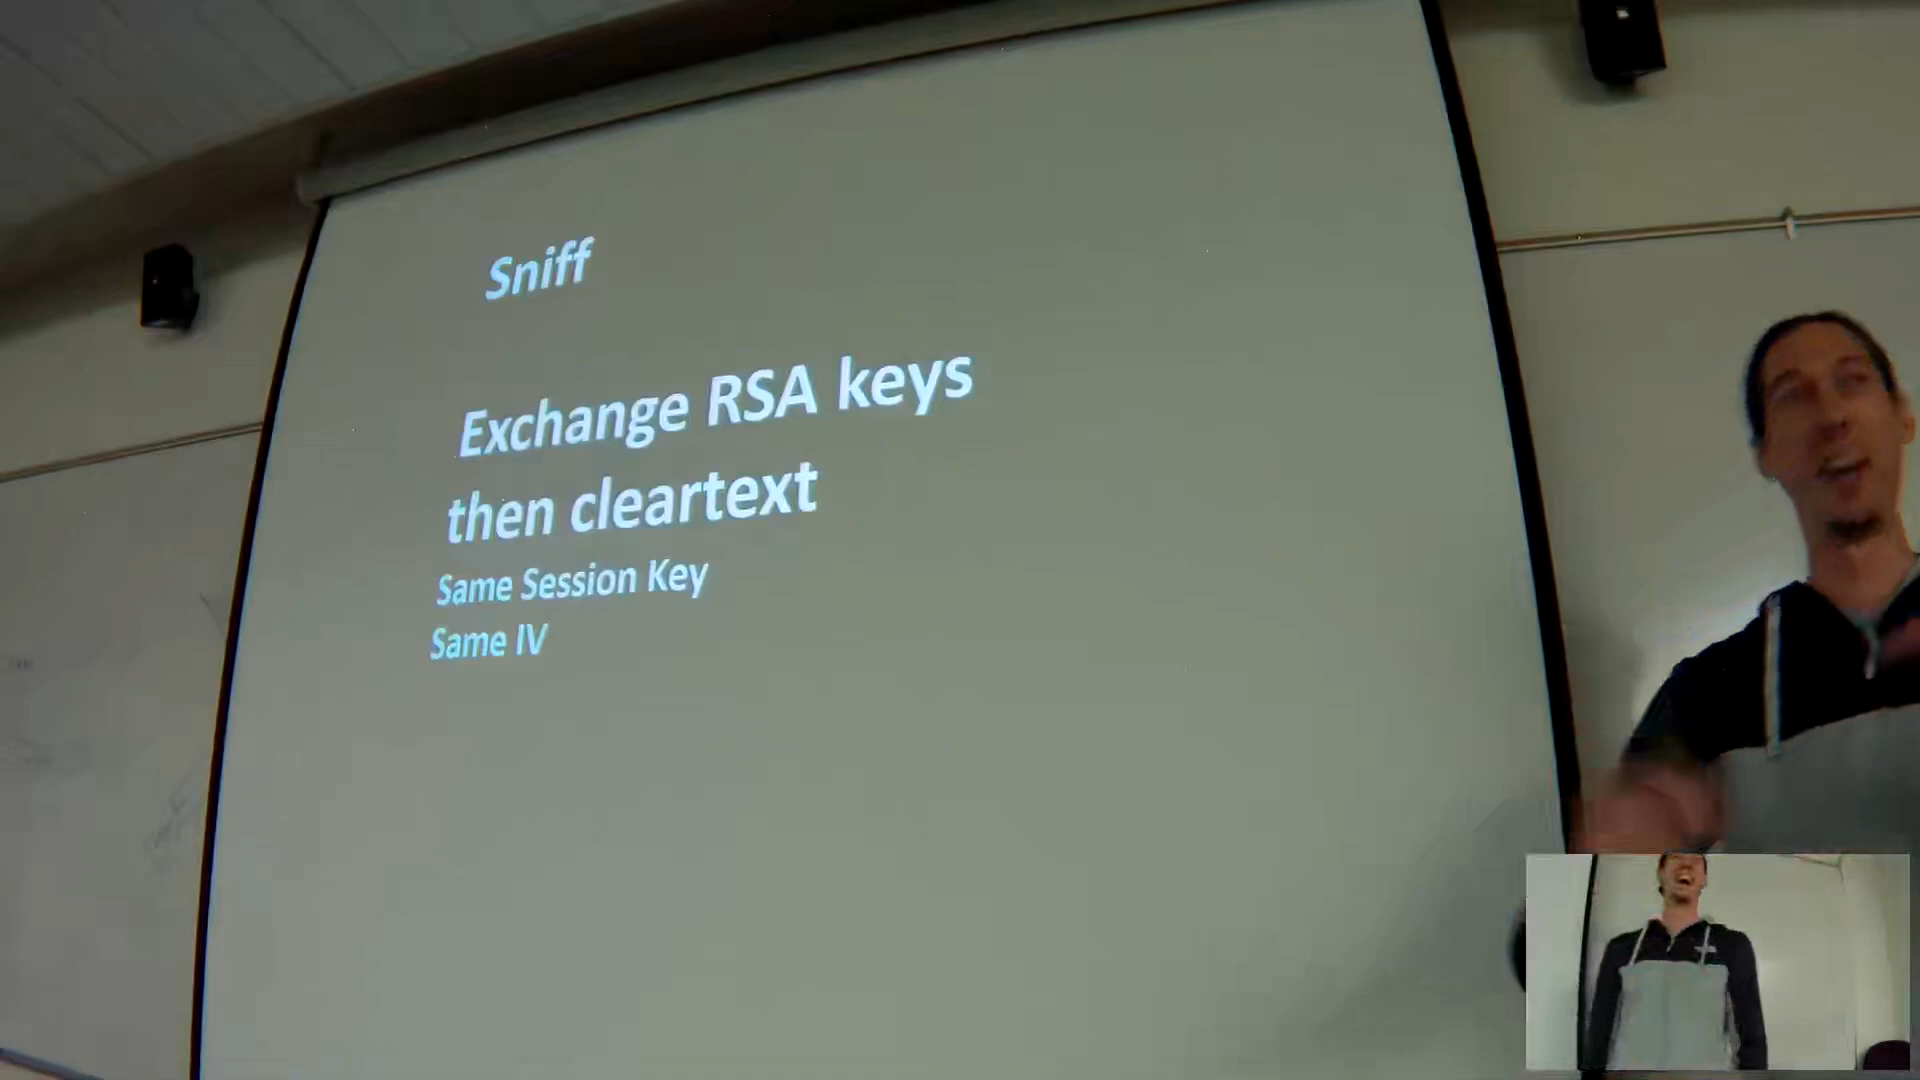 Sniff
Exchange RSA keys
then cleartext
Same Session Key
Same IV